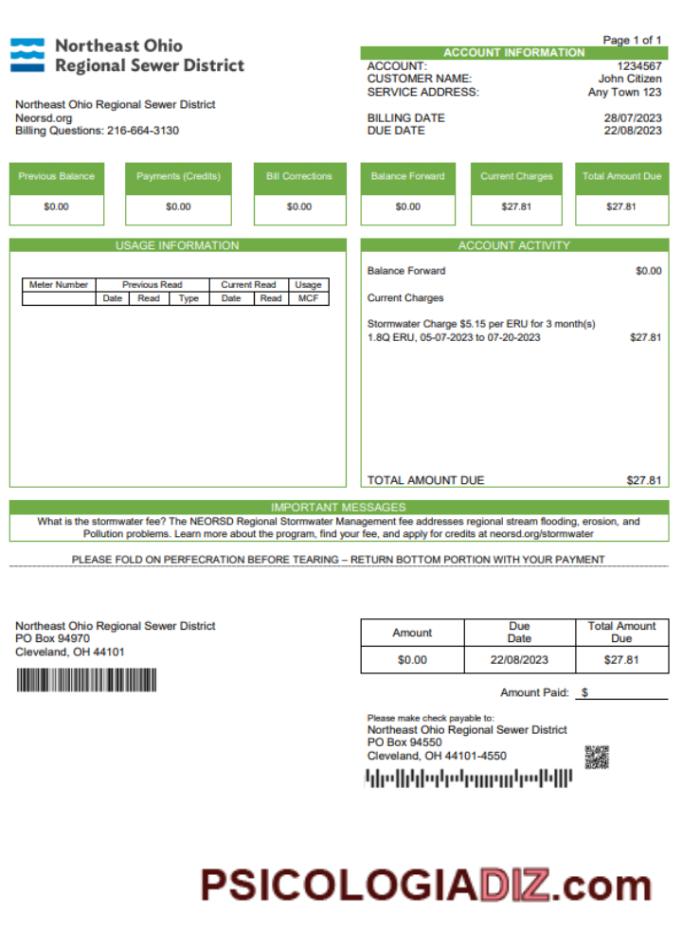 Page 1 of 1
Northeast Ohio
Regional Sewer District
Northeast Ohio Regional Sewer District
Neorsd.org
Billing Questions: 216-664-3130
ACCOUNT INFORMATION
ACCOUNT: 1234567
CUSTOMER NAME: John Citizen
SERVICE ADDRESS: Any Town 123
BILLING DATE 28/07/2023
DUE DATE 22/08/2023
Previous Balance Payments (Credits) Bill Corrections Balance Forward Current Charges Total Amount Due
$0.00 $0.00 $0.00 $0.00 $27.81 $27.81
USAGE INFORMATION
Meter Number Previous Read Current Read Usage
Date Read Type Date Read MCF
ACCOUNT ACTIVITY
Balance Forward $0.00
Current Charges
Stormwater Charge $5.15 per ERU for 3 month(s)
1.8Q ERU, 05-07-2023 to 07-20-2023 $27.81
TOTAL AMOUNT DUE $27.81
IMPORTANT MESSAGES
What is the stormwater fee? The NEORSD Regional Stormwater Management fee addresses regional stream flooding, erosion, and
Pollution problems. Learn more about the program, find your fee, and apply for credits at neorsd.org/stormwater
PLEASE FOLD ON PERFECRATION BEFORE TEARING – RETURN BOTTOM PORTION WITH YOUR PAYMENT
Northeast Ohio Regional Sewer District
PO Box 94970
Cleveland, OH 44101
Amount Due Date Total Amount Due
$0.00 22/08/2023 $27.81
Amount Paid: $
Please make check payable to:
Northeast Ohio Regional Sewer District
PO Box 94550
Cleveland, OH 44101-4550
PSICOLOGIADIZ.com